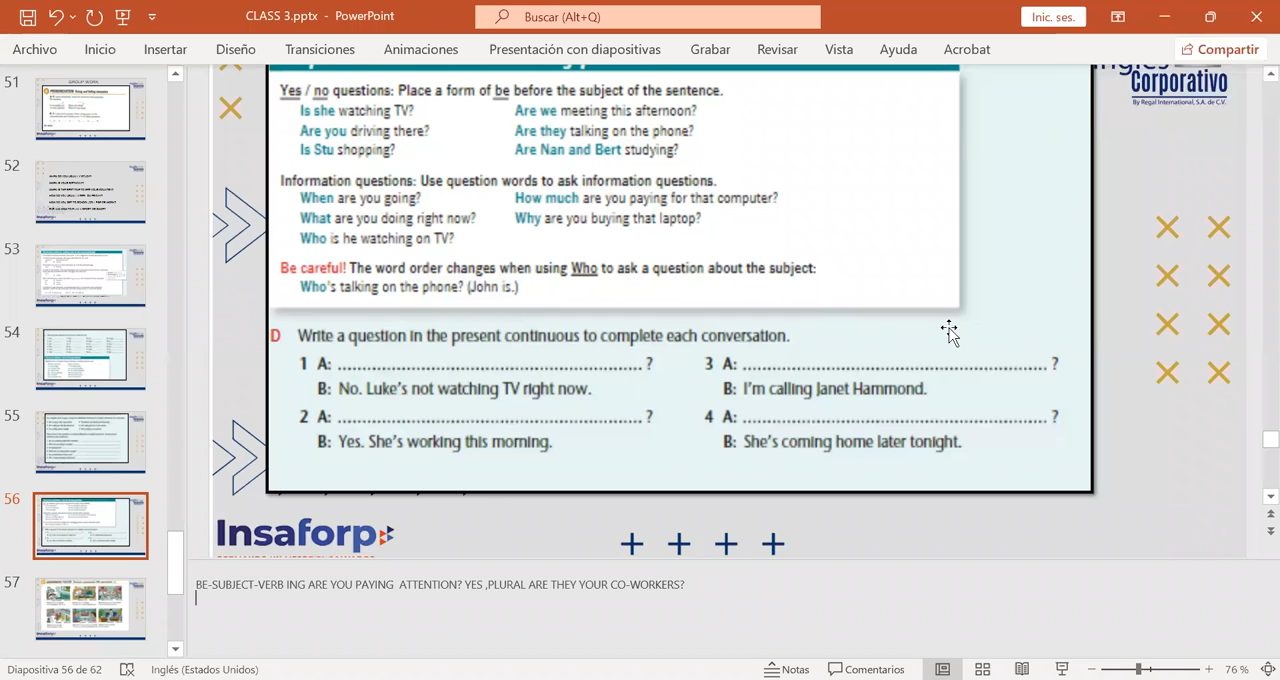 CLASS 3.pptx - PowerPoint
Buscar (Alt+Q)
Inic. ses.
Archivo Inicio Insertar Diseño Transiciones Animaciones Presentación con diapositivas Grabar Revisar Vista Ayuda Acrobat Compartir
51
52
53
54
55
56
57
Corporativo
By Regal International, S.A. de C.V.
Yes / no questions: Place a form of be before the subject of the sentence.
Is she watching TV? Are we meeting this afternoon?
Are you driving there? Are they talking on the phone?
Is Stu shopping? Are Nan and Bert studying?
Information questions: Use question words to ask information questions.
When are you going? How much are you paying for that computer?
What are you doing right now? Why are you buying that laptop?
Who is he watching on TV?
Be careful! The word order changes when using Who to ask a question about the subject:
Who's talking on the phone? (John is.)
D Write a question in the present continuous to complete each conversation.
1 A: ......................................................................? 3 A: ......................................................................?
B: No. Luke's not watching TV right now. B: I'm calling Janet Hammond.
2 A: ......................................................................? 4 A: ......................................................................?
B: Yes. She's working this morning. B: She's coming home later tonight.
Insaforp
BE-SUBJECT-VERB ING ARE YOU PAYING ATTENTION? YES ,PLURAL ARE THEY YOUR CO-WORKERS?
Diapositiva 56 de 62 Inglés (Estados Unidos) Notas Comentarios 76 %